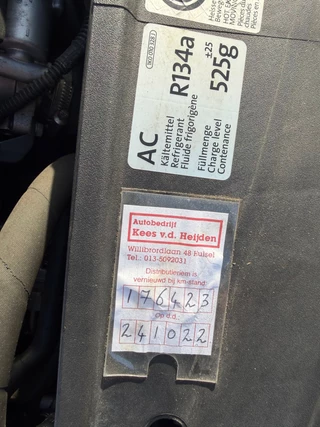 AC
R134a
±25
525g
Kältemittel
Refrigerant
Fluide frigorigène
Füllmenge
Charge level
Contenance
Autobedrijf
Kees v.d. Heijden
Willibrordlaan 48 Hulsel
Tel.: 013-5092031
Distributieriem is
vernieuwd bij km-stand:
176423
op d.d.
241022